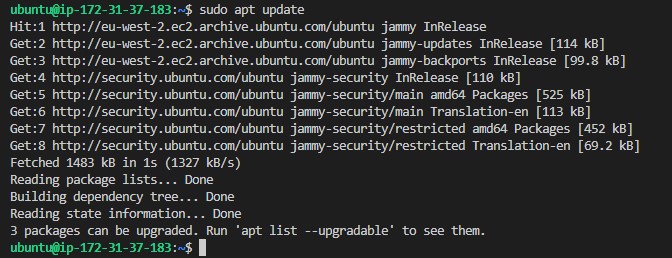 ubuntu@ip-172-31-37-183:~$ sudo apt update
Hit:1 http://eu-west-2.ec2.archive.ubuntu.com/ubuntu jammy InRelease
Get:2 http://eu-west-2.ec2.archive.ubuntu.com/ubuntu jammy-updates InRelease [114 kB]
Get:3 http://eu-west-2.ec2.archive.ubuntu.com/ubuntu jammy-backports InRelease [99.8 kB]
Get:4 http://security.ubuntu.com/ubuntu jammy-security InRelease [110 kB]
Get:5 http://security.ubuntu.com/ubuntu jammy-security/main amd64 Packages [525 kB]
Get:6 http://security.ubuntu.com/ubuntu jammy-security/main Translation-en [113 kB]
Get:7 http://security.ubuntu.com/ubuntu jammy-security/restricted amd64 Packages [452 kB]
Get:8 http://security.ubuntu.com/ubuntu jammy-security/restricted Translation-en [69.2 kB]
Fetched 1483 kB in 1s (1327 kB/s)
Reading package lists... Done
Building dependency tree... Done
Reading state information... Done
3 packages can be upgraded. Run 'apt list --upgradable' to see them.
ubuntu@ip-172-31-37-183:~$